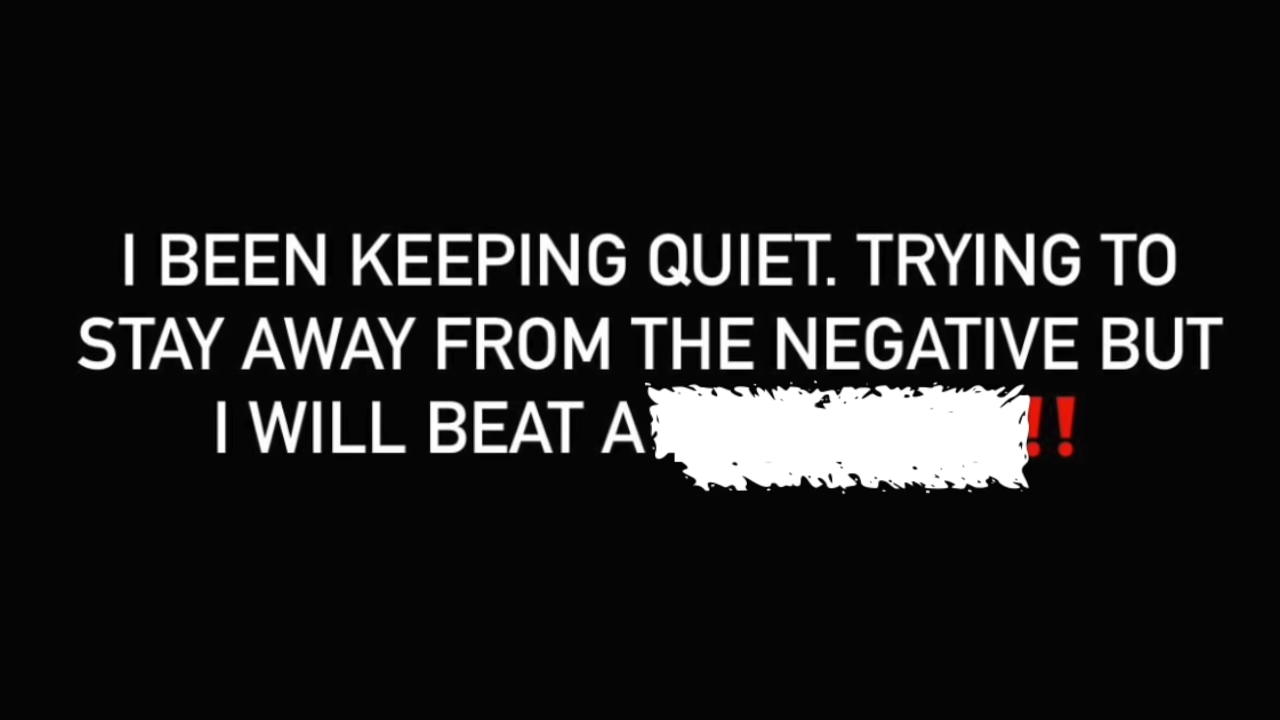 I BEEN KEEPING QUIET. TRYING TO
STAY AWAY FROM THE NEGATIVE BUT
I WILL BEAT A ‼